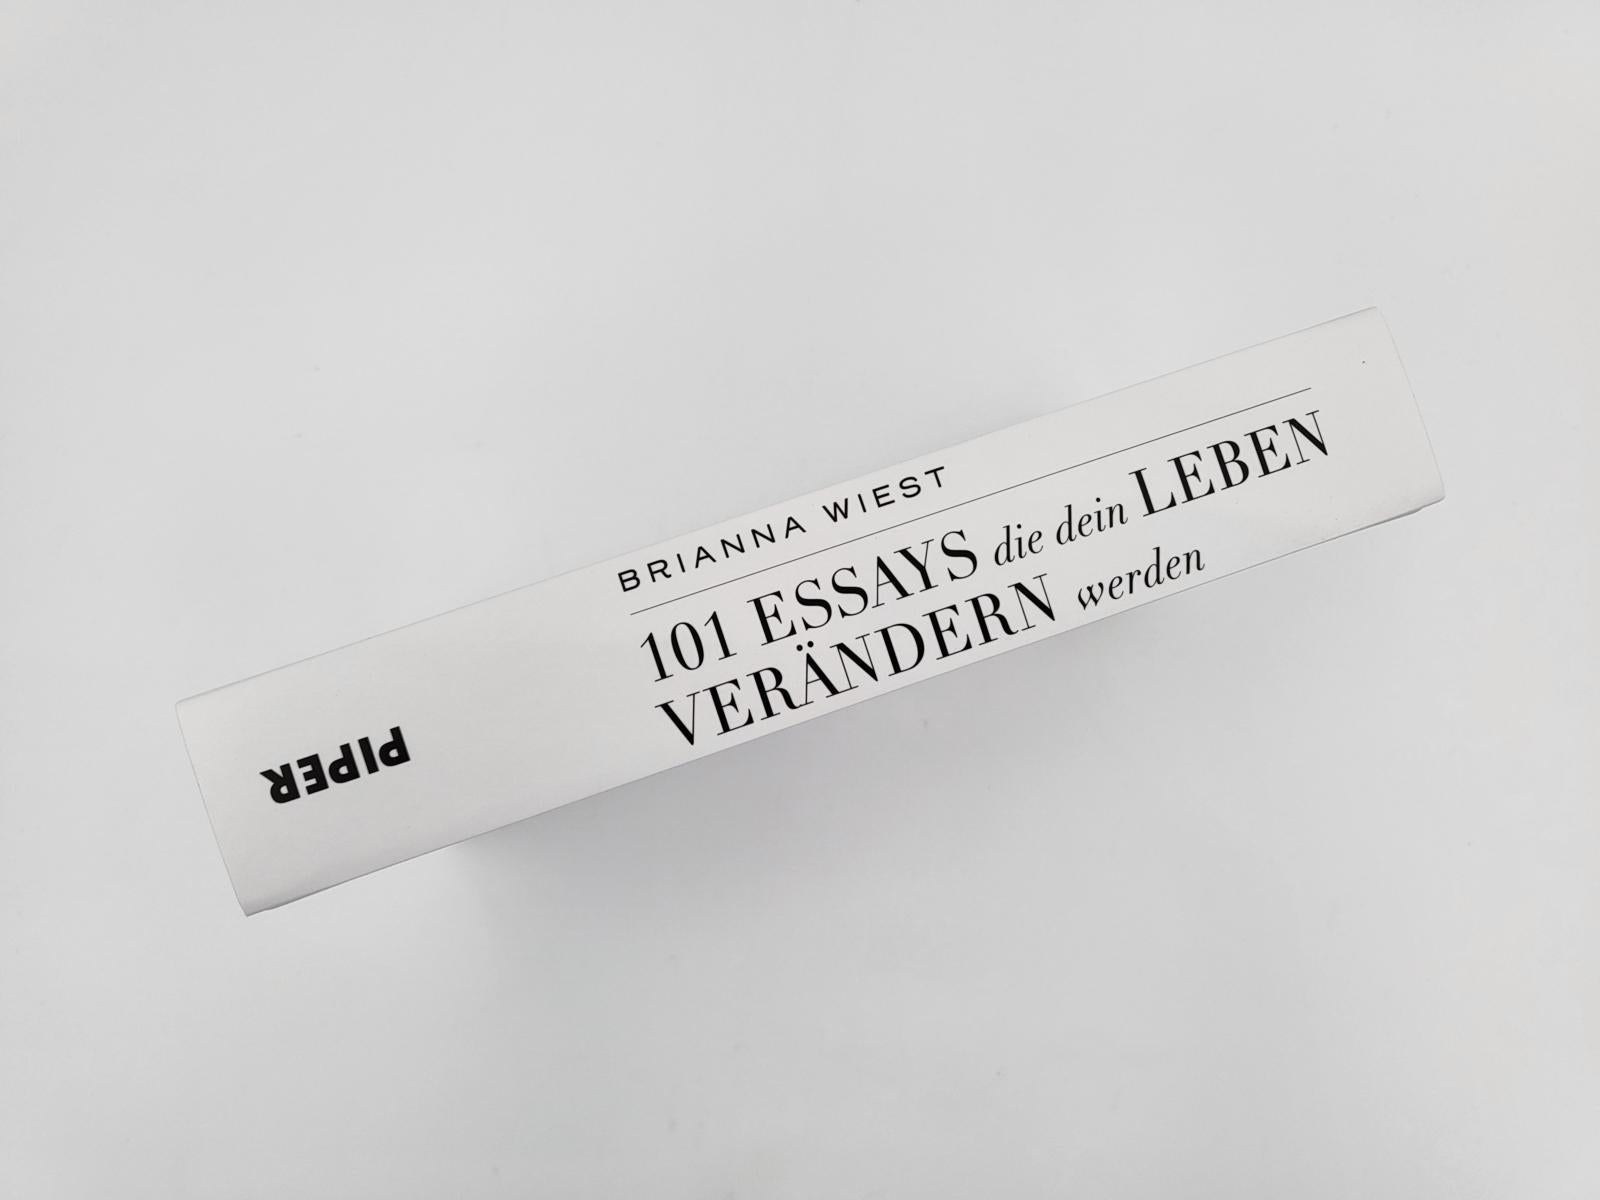 BRIANNA WIEST
101 ESSAYS die dein LEBEN
VERÄNDERN werden
PIPER